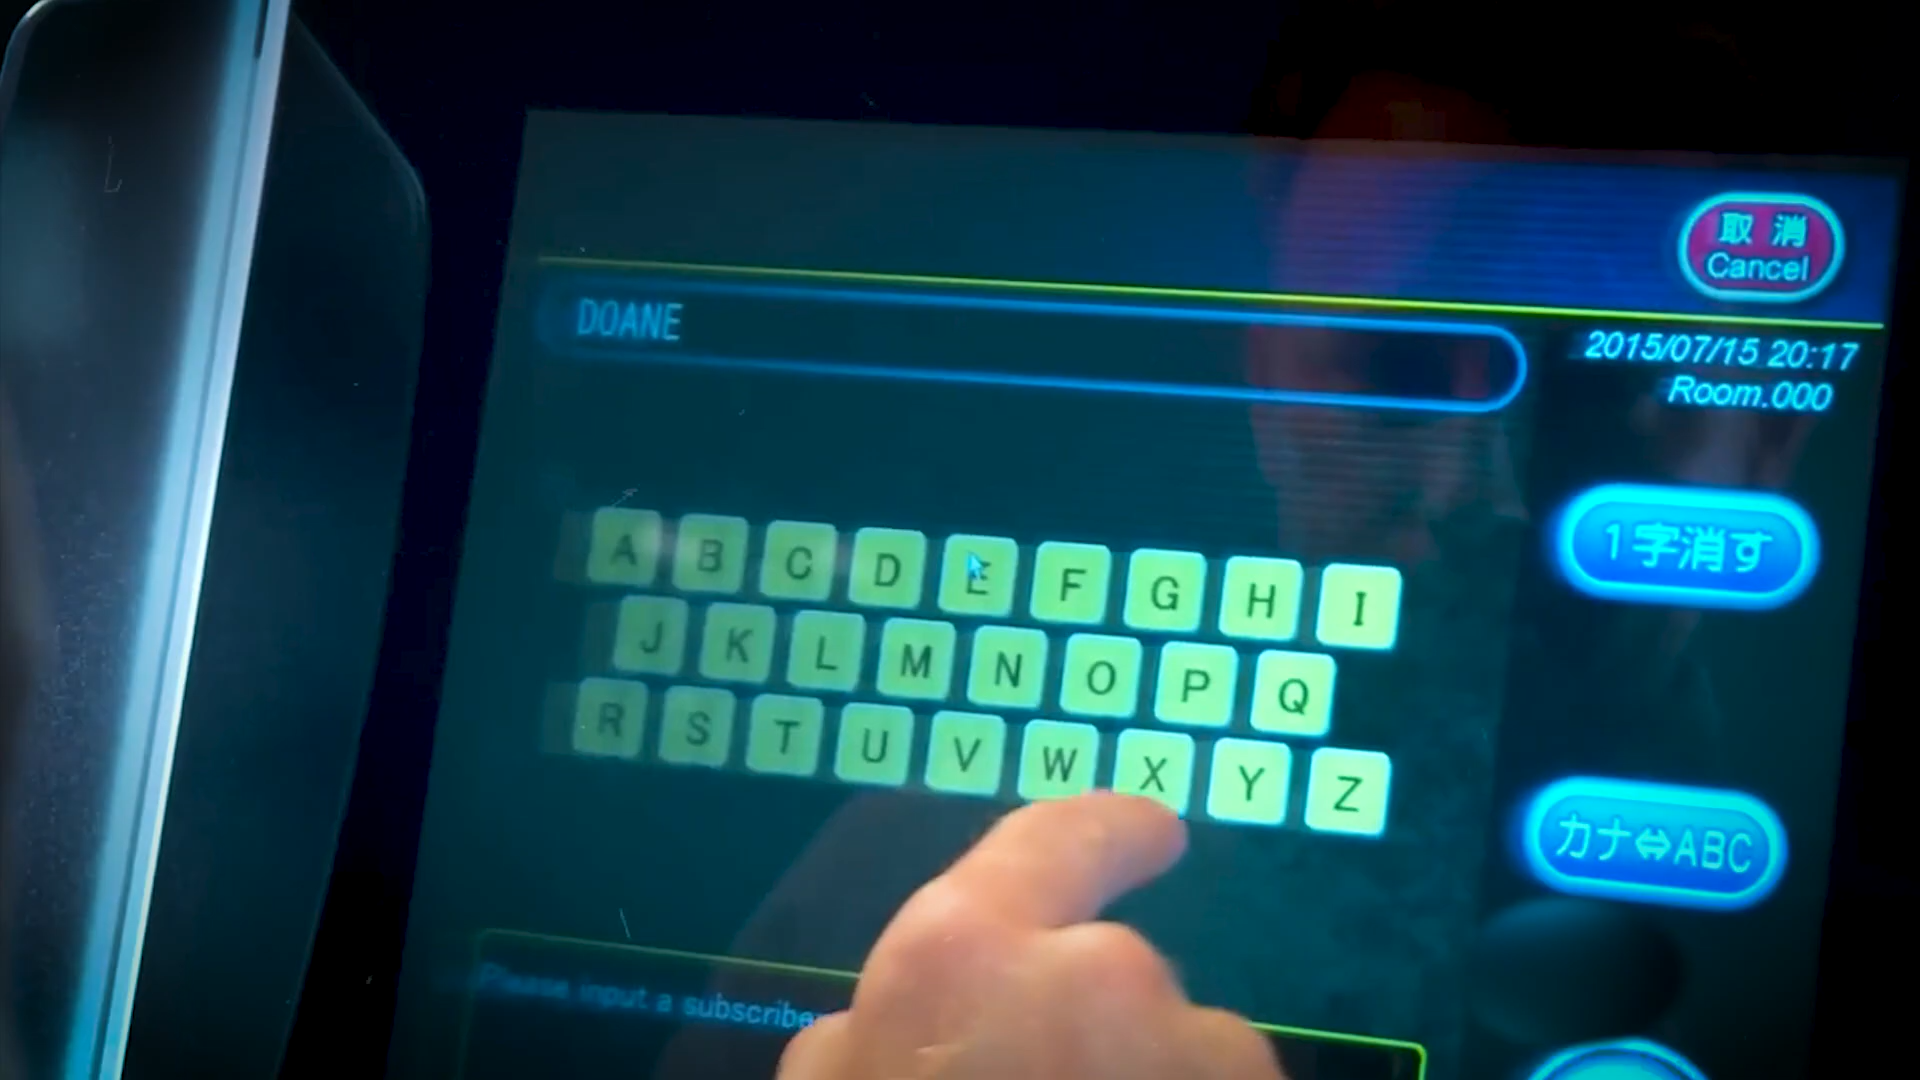 取消
Cancel
DOANE
2015/07/15 20:17
Room.000
A B C D E F G H I
1字消す
J K L M N O P Q
R S T U V W X Y Z
カナ⇔ABC
Please input a subscriber